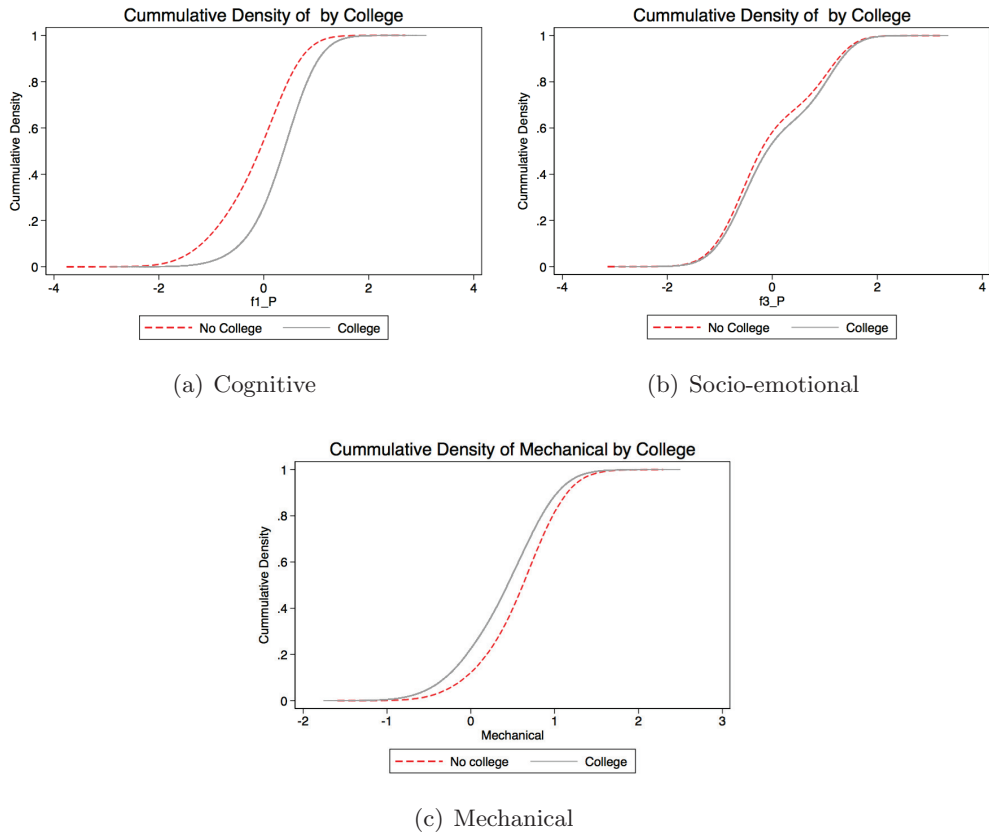 Cummulative Density of  by College
Cummulative Density
1
.8
.6
.4
.2
0
-4
-2
0
2
4
f1_P
No College
College
(a) Cognitive
Cummulative Density of  by College
Cummulative Density
1
.8
.6
.4
.2
0
-4
-2
0
2
4
f3_P
No College
College
(b) Socio-emotional
Cummulative Density of Mechanical by College
Cummulative Density
1
.8
.6
.4
.2
0
-2
-1
0
1
2
3
Mechanical
No college
College
(c) Mechanical